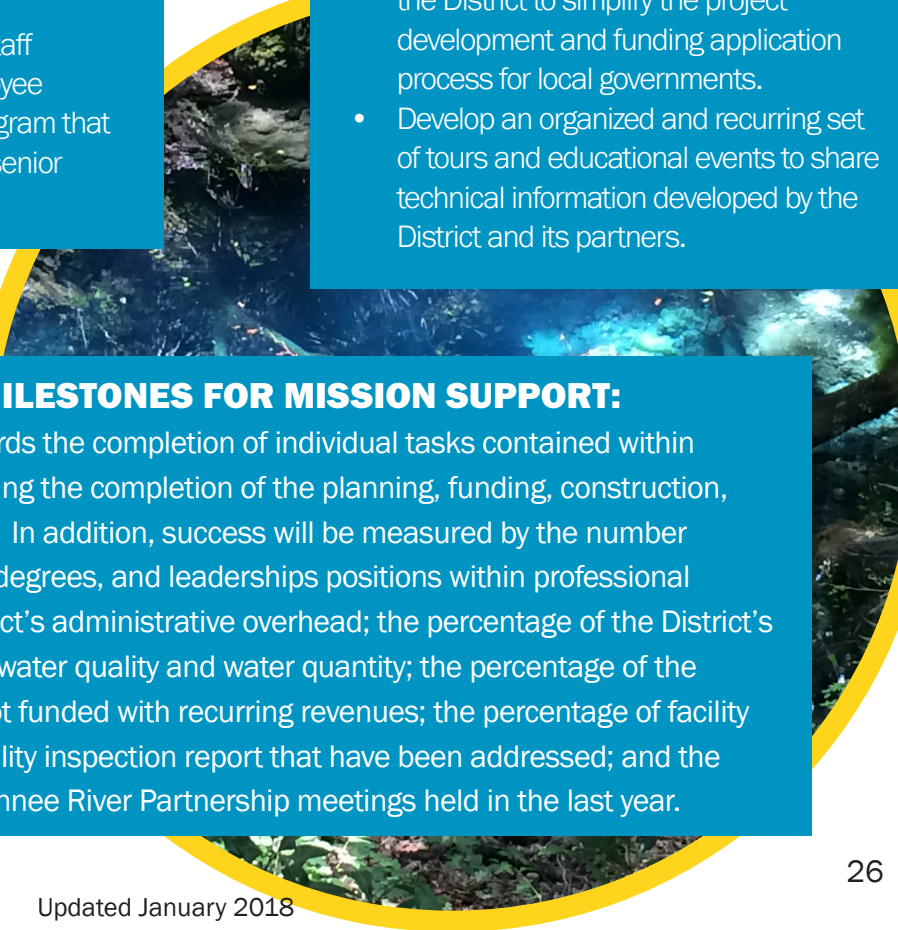 aff
yee
gram that
senior
the District to simplify the project
development and funding application
process for local governments.
• Develop an organized and recurring set
of tours and educational events to share
technical information developed by the
District and its partners.
ILESTONES FOR MISSION SUPPORT:
rds the completion of individual tasks contained within
ng the completion of the planning, funding, construction,
In addition, success will be measured by the number
degrees, and leaderships positions within professional
ct's administrative overhead; the percentage of the District's
water quality and water quantity; the percentage of the
t funded with recurring revenues; the percentage of facility
lity inspection report that have been addressed; and the
nnee River Partnership meetings held in the last year.
26
Updated January 2018